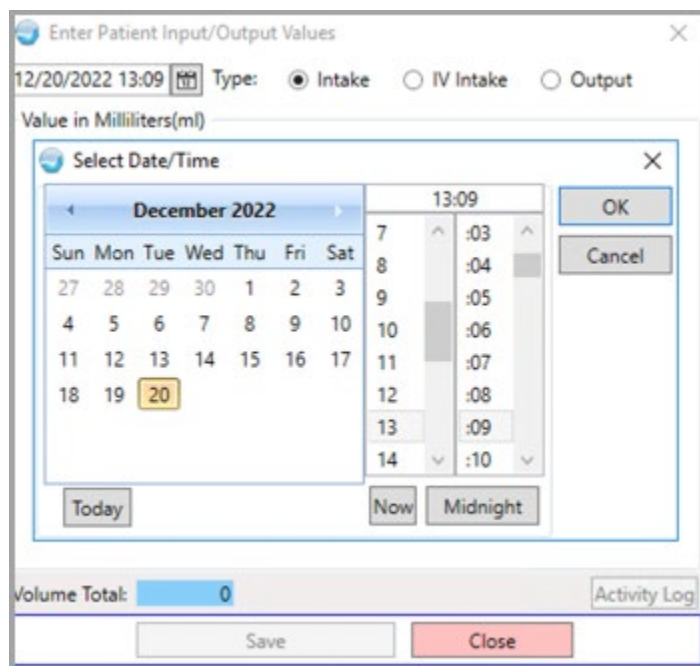 Enter Patient Input/Output Values
12/20/2022 13:09 Type: Intake IV Intake Output
Value in Milliliters(ml)
Select Date/Time
December 2022 13:09 OK
Sun Mon Tue Wed Thu Fri Sat 7 :03 Cancel
27 28 29 30 1 2 3 8 :04
4 5 6 7 8 9 10 9 :05
11 12 13 14 15 16 17 10 :06
18 19 20 11 :07
12 :08
13 :09
14 :10
Today Now Midnight
Volume Total: 0 Activity Log
Save Close